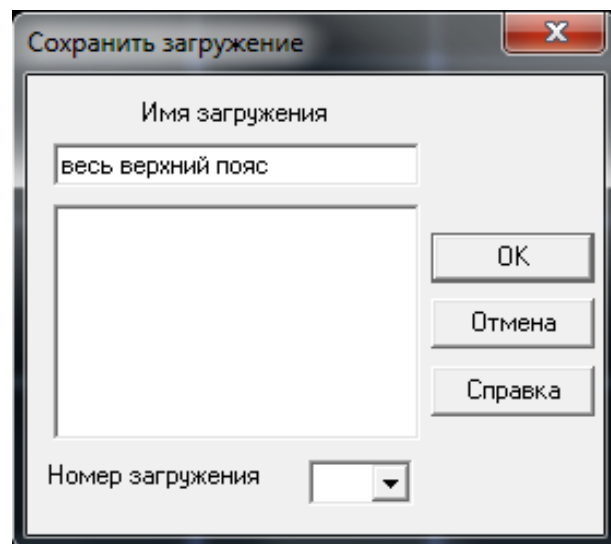 Сохранить загружение
Имя загружения
весь верхний пояс
OK
Отмена
Справка
Номер загружения